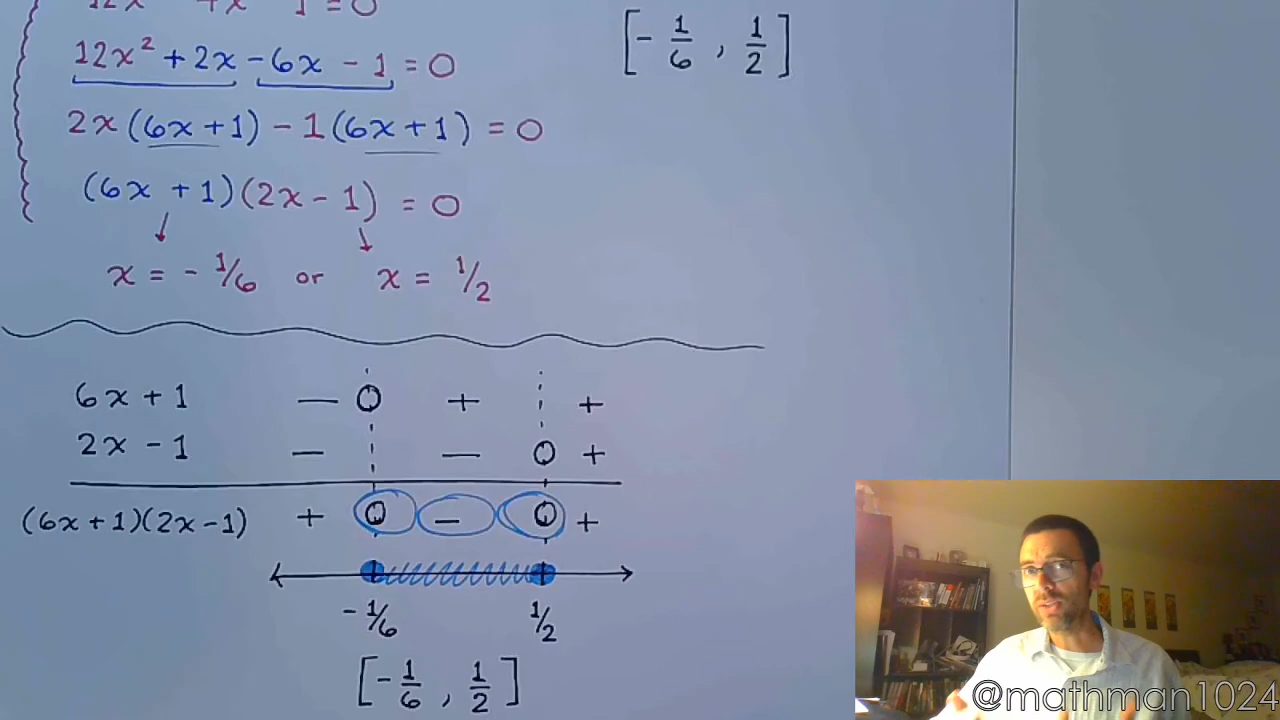 12x² + 2x - 6x - 1 = 0
2x(6x + 1) - 1(6x + 1) = 0
(6x + 1)(2x - 1) = 0
x = - 1/6 or x = 1/2
[- 1/6 , 1/2]
6x + 1 — 0 + +
2x - 1 — — 0 +
(6x + 1)(2x - 1) + 0 — 0 +
- 1/6 1/2
[- 1/6 , 1/2]
@mathman1024